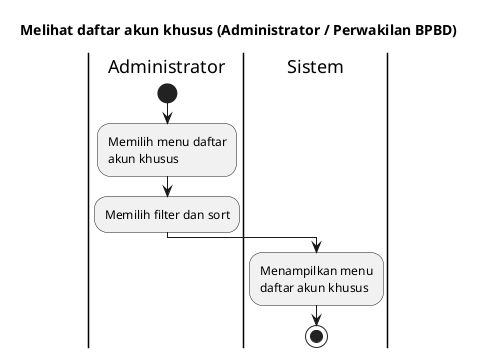 Melihat daftar akun khusus (Administrator / Perwakilan BPBD)
Administrator
Sistem
Memilih menu daftar
akun khusus
Memilih filter dan sort
Menampilkan menu
daftar akun khusus